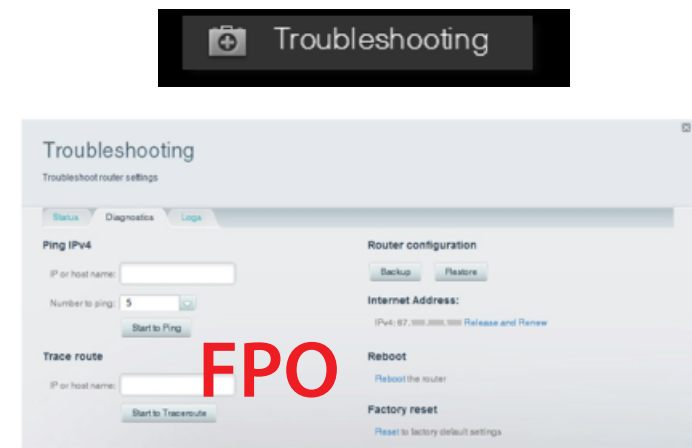 Troubleshooting
Troubleshooting
Troubleshoot router settings
Status Diagnostics Logs
Ping IPv4
IP or host name:
Number to ping: 5
Start to Ping
Trace route
IP or host name:
Start to Traceroute
FPO
Router configuration
Backup Restore
Internet Address:
IPv4: 87. Release and Renew
Reboot
Reboot the router
Factory reset
Reset to factory default settings